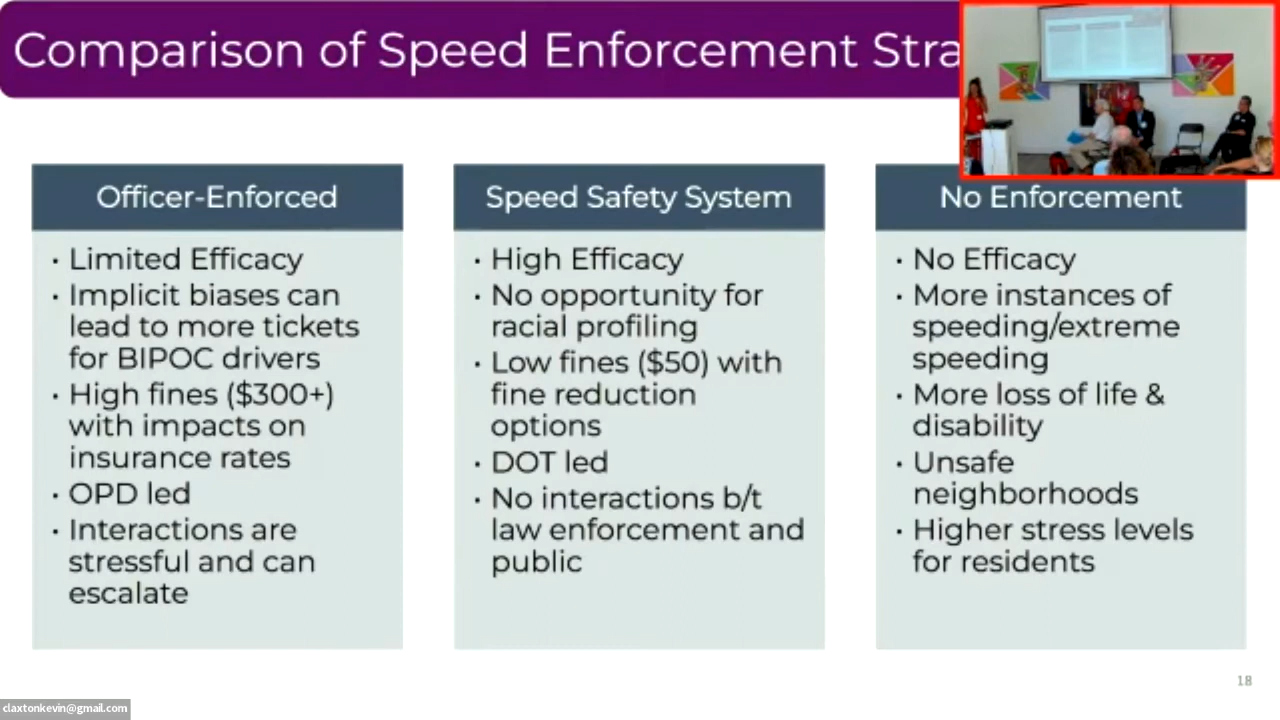 Comparison of Speed Enforcement Stra
Officer-Enforced
· Limited Efficacy
· Implicit biases can
lead to more tickets
for BIPOC drivers
· High fines ($300+)
with impacts on
insurance rates
· OPD led
· Interactions are
stressful and can
escalate
Speed Safety System
· High Efficacy
· No opportunity for
racial profiling
· Low fines ($50) with
fine reduction
options
· DOT led
· No interactions b/t
law enforcement and
public
No Enforcement
· No Efficacy
· More instances of
speeding/extreme
speeding
· More loss of life &
disability
· Unsafe
neighborhoods
· Higher stress levels
for residents
18
claxtonkevin@gmail.com